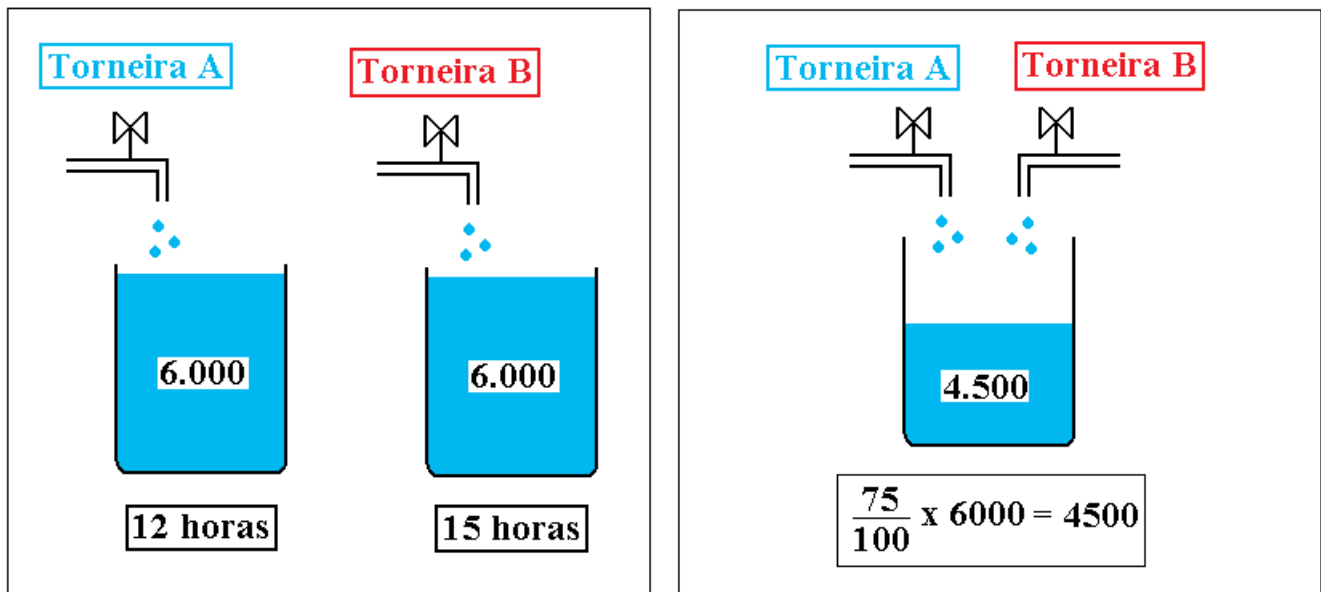 Torneira A
Torneira B
6.000
6.000
12 horas
15 horas
Torneira A
Torneira B
4.500
75
100
x 6000 = 4500